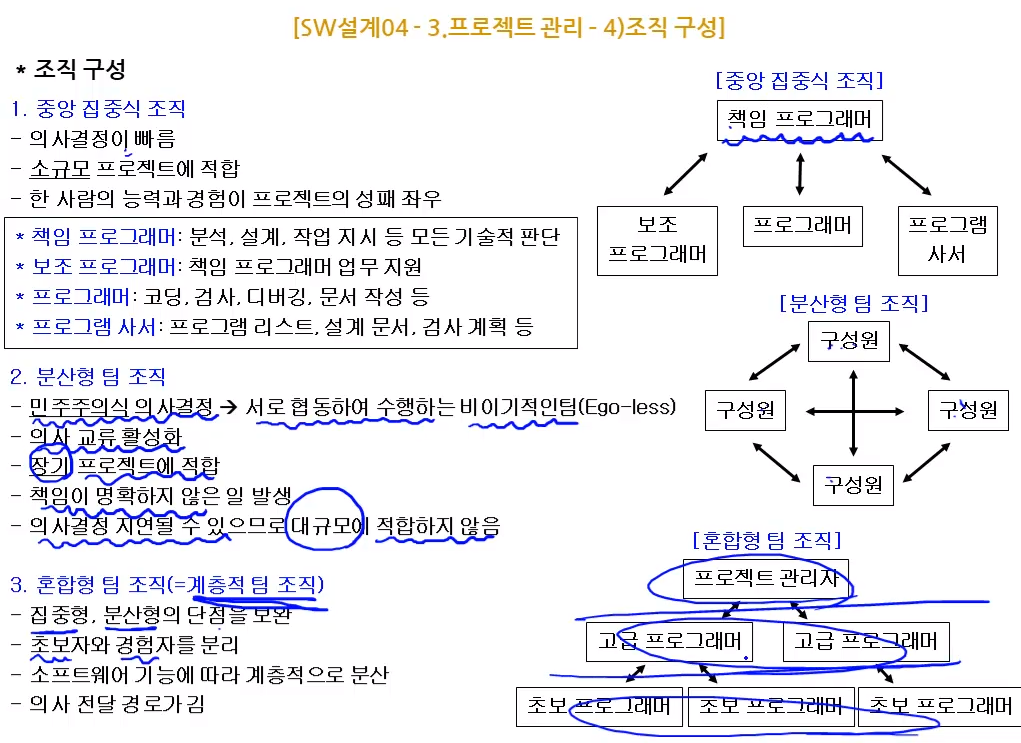 [SW설계04 - 3.프로젝트 관리 - 4)조직 구성]
* 조직 구성
1. 중앙 집중식 조직
- 의사결정이 빠름
- 소규모 프로젝트에 적합
- 한 사람의 능력과 경험이 프로젝트의 성패 좌우
* 책임 프로그래머: 분석, 설계, 작업 지시 등 모든 기술적 판단
* 보조 프로그래머: 책임 프로그래머 업무 지원
* 프로그래머: 코딩, 검사, 디버깅, 문서 작성 등
* 프로그램 사서: 프로그램 리스트, 설계 문서, 검사 계획 등
2. 분산형 팀 조직
- 민주주의식 의사결정 → 서로 협동하여 수행하는 비이기적인팀(Ego-less)
- 의사 교류 활성화
- 장기 프로젝트에 적합
- 책임이 명확하지 않은 일 발생
- 의사결정 지연될 수 있으므로 대규모에 적합하지 않음
3. 혼합형 팀 조직(=계층적 팀 조직)
- 집중형, 분산형의 단점을 보완
- 초보자와 경험자를 분리
- 소프트웨어 기능에 따라 계층적으로 분산
- 의사 전달 경로가 김
[중앙 집중식 조직]
책임 프로그래머
보조
프로그래머
프로그래머
프로그램
사서
[분산형 팀 조직]
구성원
구성원
구성원
구성원
[혼합형 팀 조직]
프로젝트 관리자
고급 프로그래머
고급 프로그래머
초보 프로그래머
초보 프로그래머
초보 프로그래머